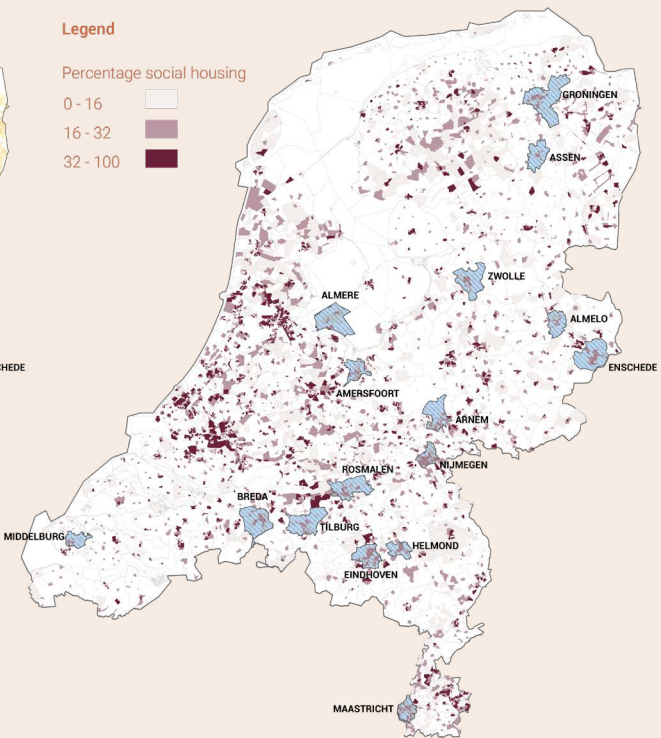 Legend
Percentage social housing
0 - 16
16 - 32
32 - 100
GRONINGEN
ASSEN
ZWOLLE
ALMERE
ALMELO
ENSCHEDE
AMERSFOORT
ARNEM
NIJMEGEN
ROSMALEN
BREDA
TILBURG
MIDDELBURG
HELMOND
EINDHOVEN
MAASTRICHT
HEDE